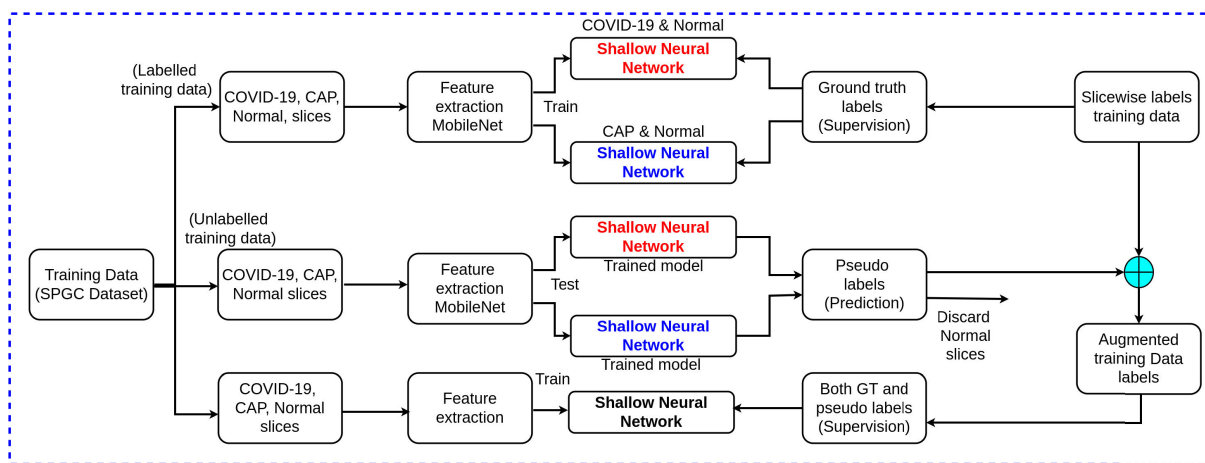 COVID-19 & Normal
(Labelled
training data)
COVID-19, CAP,
Normal, slices
Feature
extraction
MobileNet
Train
Shallow Neural
Network
CAP & Normal
Shallow Neural
Network
Ground truth
labels
(Supervision)
Slicewise labels
training data
Training Data
(SPGC Dataset)
(Unlabelled
training data)
COVID-19, CAP,
Normal slices
Feature
extraction
MobileNet
Test
Shallow Neural
Network
Trained model
Shallow Neural
Network
Trained model
Pseudo
labels
(Prediction)
Discard
Normal
slices
Augmented
training Data
labels
COVID-19,
CAP, Normal
slices
Feature
extraction
Train
Shallow Neural
Network
Both GT and
pseudo labels
(Supervision)